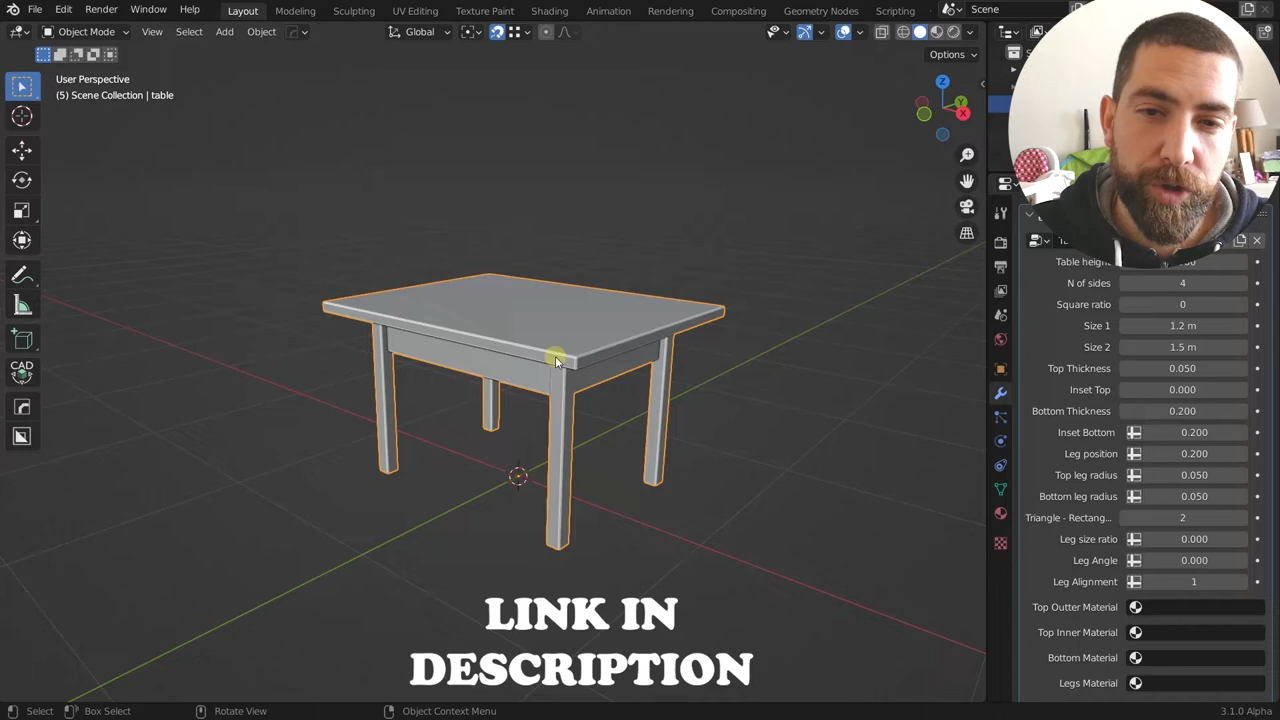 File Edit Render Window Help Layout Modeling Sculpting UV Editing Texture Paint Shading Animation Rendering Compositing Geometry Nodes Scripting Scene
Object Mode View Select Add Object Global
Options
User Perspective
(5) Scene Collection | table
Z
Y
X
CAD
Table heigh
N of sides 4
Square ratio 0
Size 1 1.2 m
Size 2 1.5 m
Top Thickness 0.050
Inset Top 0.000
Bottom Thickness 0.200
Inset Bottom 0.200
Leg position 0.200
Top leg radius 0.050
Bottom leg radius 0.050
Triangle - Rectang... 2
Leg size ratio 0.000
Leg Angle 0.000
Leg Alignment 1
Top Outter Material
Top Inner Material
Bottom Material
Legs Material
LINK IN
DESCRIPTION
Select Box Select Rotate View Object Context Menu 3.1.0 Alpha